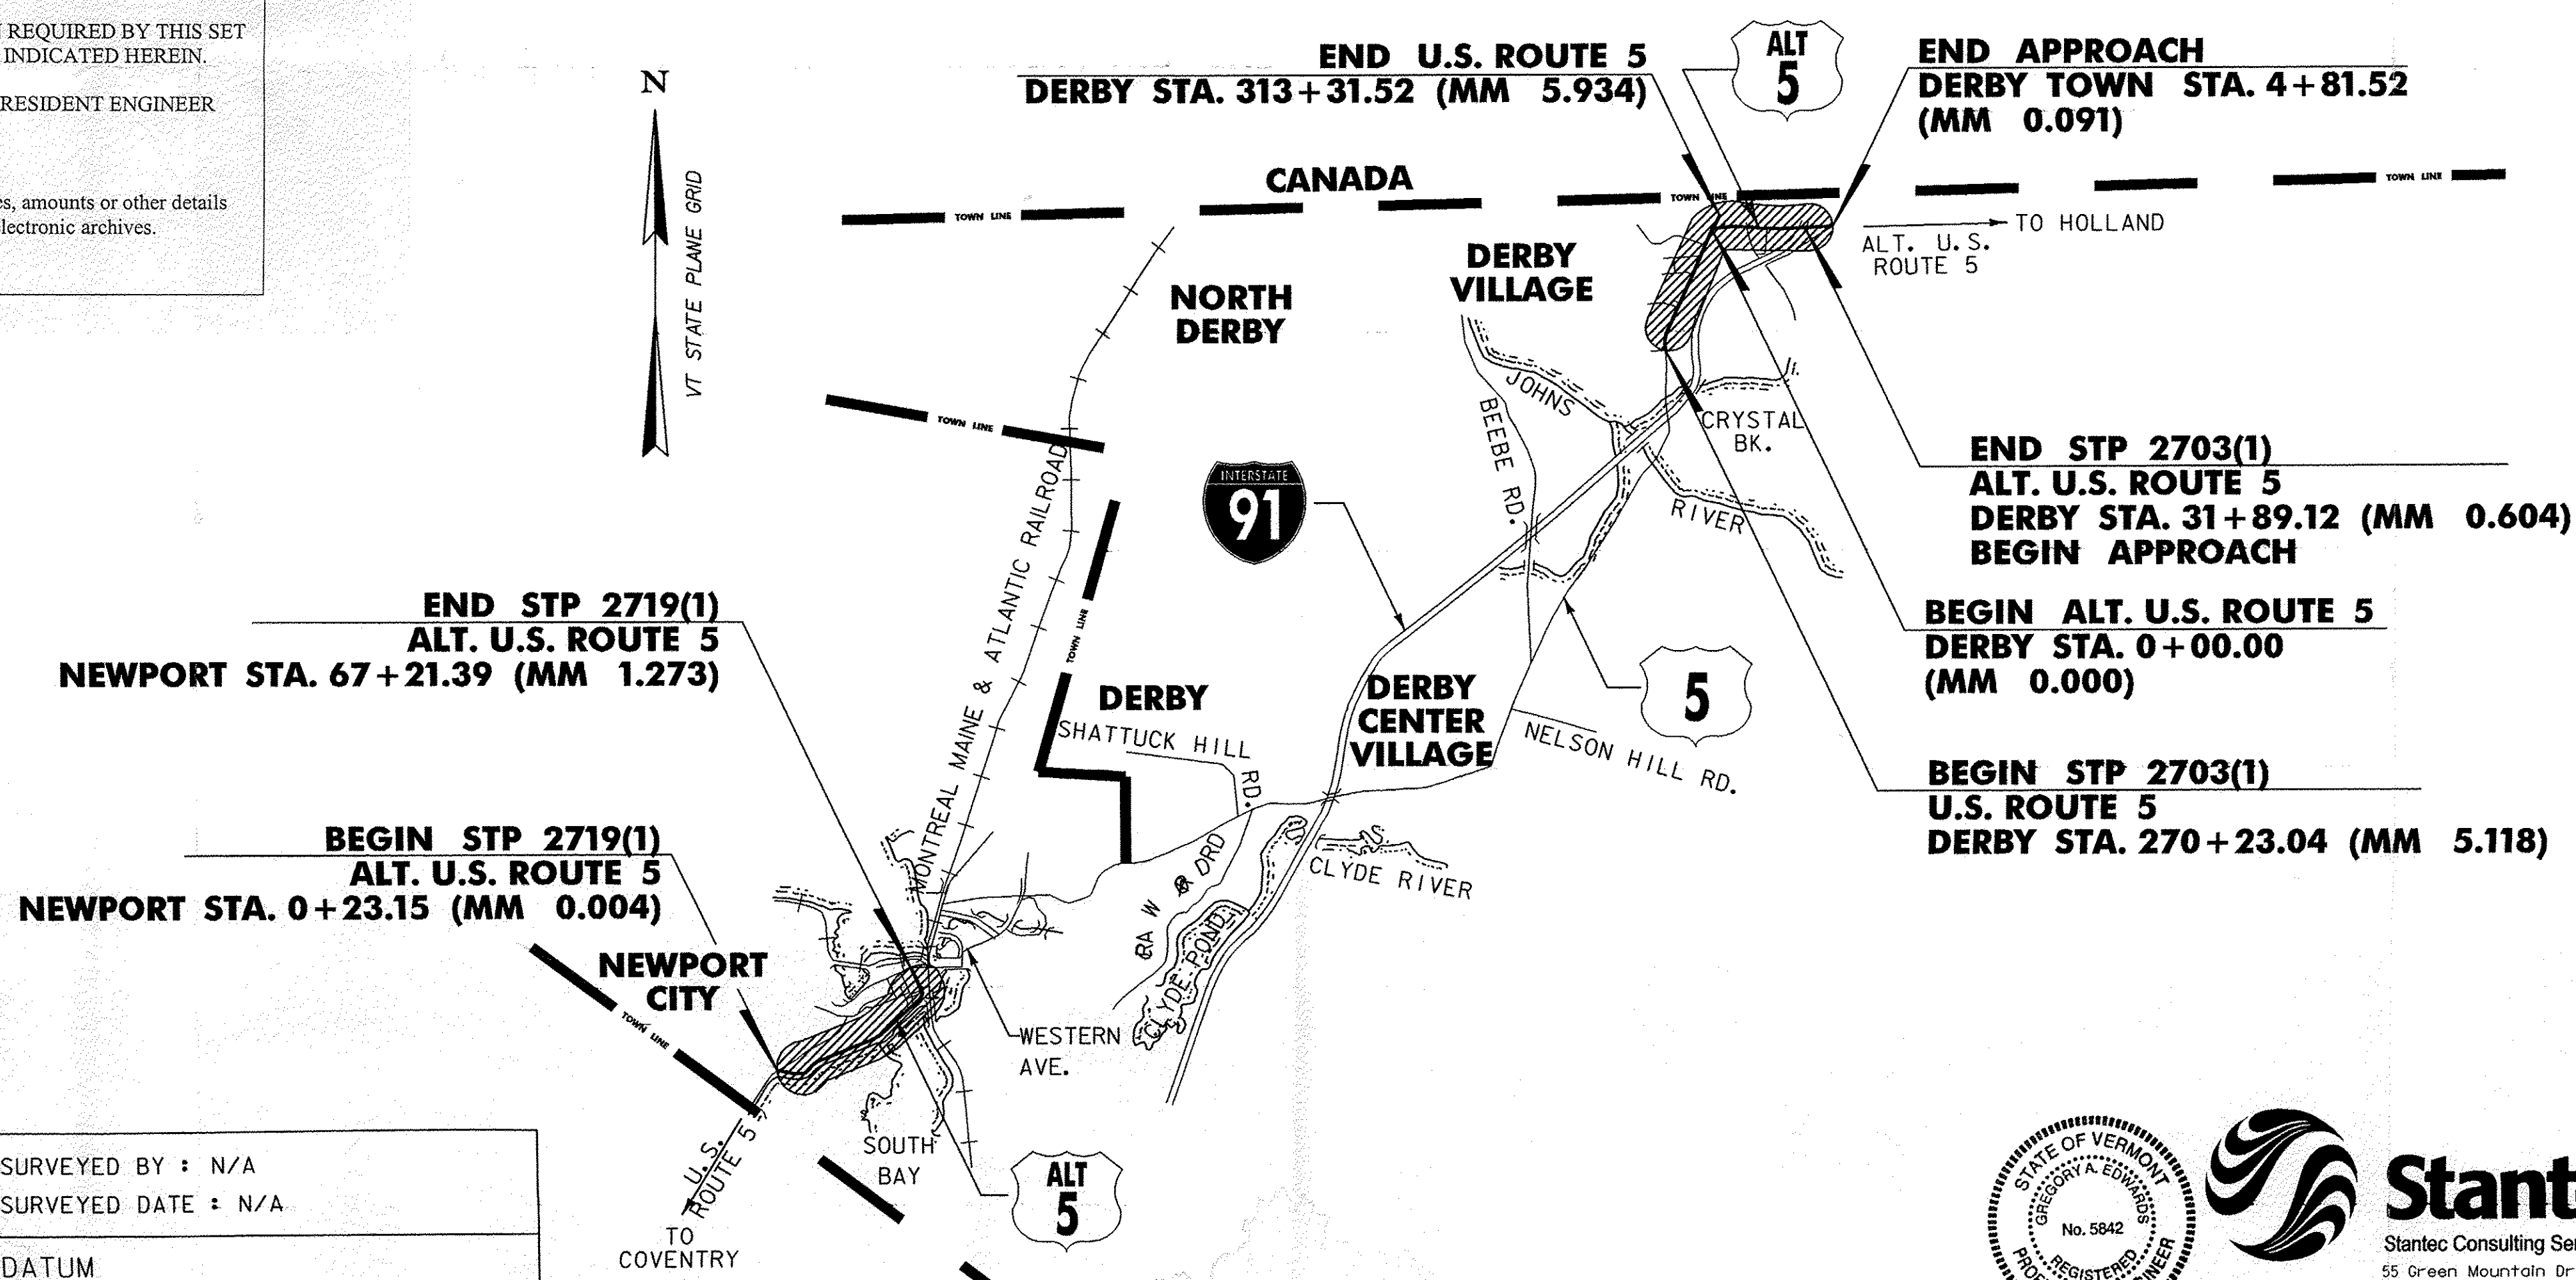 REQUIRED BY THIS SET
INDICATED HEREIN.
RESIDENT ENGINEER
amounts or other details
electronic archives.
N
VT STATE PLANE GRID
END U.S. ROUTE 5
DERBY STA. 313+31.52 (MM 5.934)
ALT
5
END APPROACH
DERBY TOWN STA. 4+81.52
(MM 0.091)
CANADA
TOWN LINE
TOWN LINE
TOWN LINE
TO HOLLAND
ALT. U.S.
ROUTE 5
NORTH
DERBY
DERBY
VILLAGE
TOWN LINE
JOHNS
RIVER
BEEBE RD.
CRYSTAL
BK.
INTERSTATE
91
END STP 2703(1)
ALT. U.S. ROUTE 5
DERBY STA. 31+89.12 (MM 0.604)
BEGIN APPROACH
MONTREAL MAINE & ATLANTIC RAILROAD
TOWN LINE
END STP 2719(1)
ALT. U.S. ROUTE 5
NEWPORT STA. 67+21.39 (MM 1.273)
BEGIN ALT. U.S. ROUTE 5
DERBY STA. 0+00.00
(MM 0.000)
DERBY
SHATTUCK HILL
RD.
DERBY
CENTER
VILLAGE
5
NELSON HILL RD.
BEGIN STP 2703(1)
U.S. ROUTE 5
DERBY STA. 270+23.04 (MM 5.118)
BEGIN STP 2719(1)
ALT. U.S. ROUTE 5
NEWPORT STA. 0+23.15 (MM 0.004)
CLYDE RIVER
CLYDE POND
NEWPORT
CITY
TOWN LINE
WESTERN
AVE.
SOUTH
BAY
U.S.
ROUTE 5
TO
COVENTRY
ALT
5
SURVEYED BY : N/A
SURVEYED DATE : N/A
DATUM
STATE OF VERMONT
GREGORY A. EDWARDS
No. 5842
REGISTERED
Stant
Stantec Consulting Ser
55 Green Mountain Dr